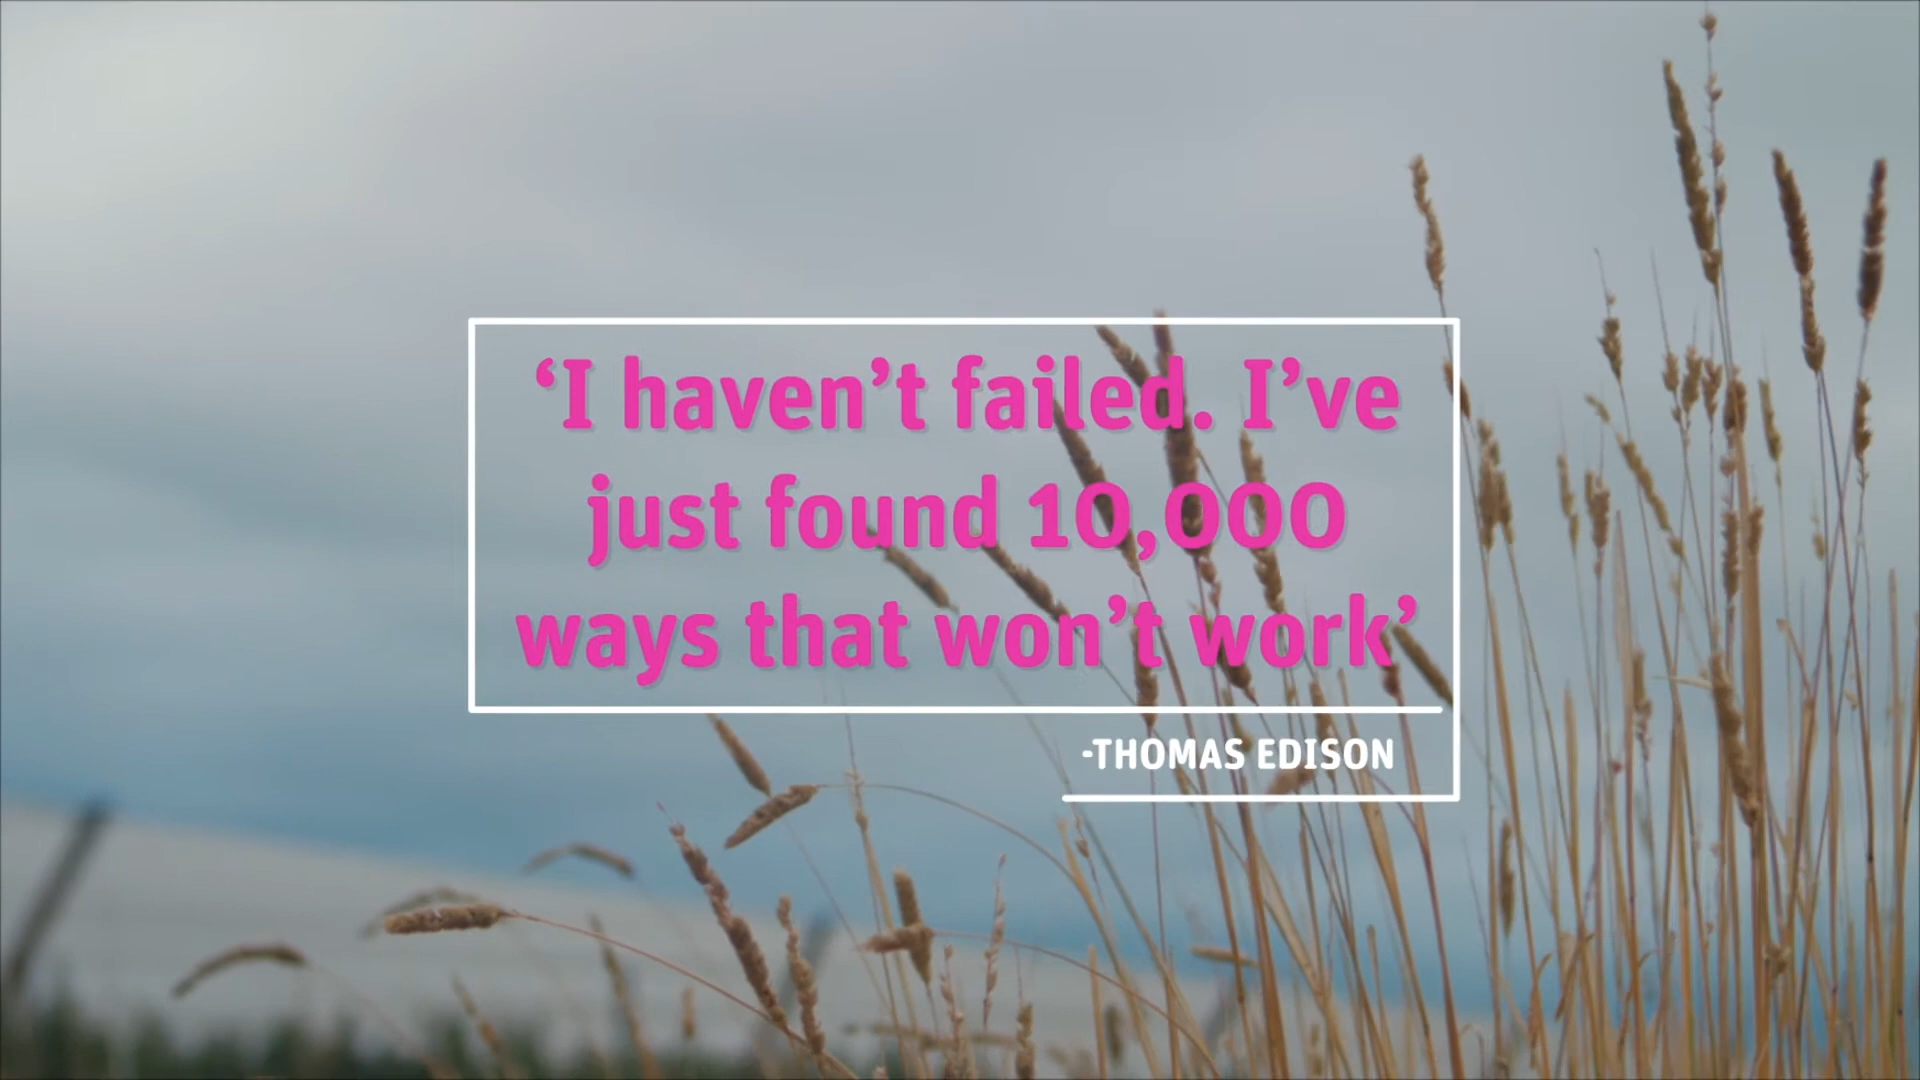 ‘I haven’t failed. I’ve
just found 10,000
ways that won’t work’
-THOMAS EDISON